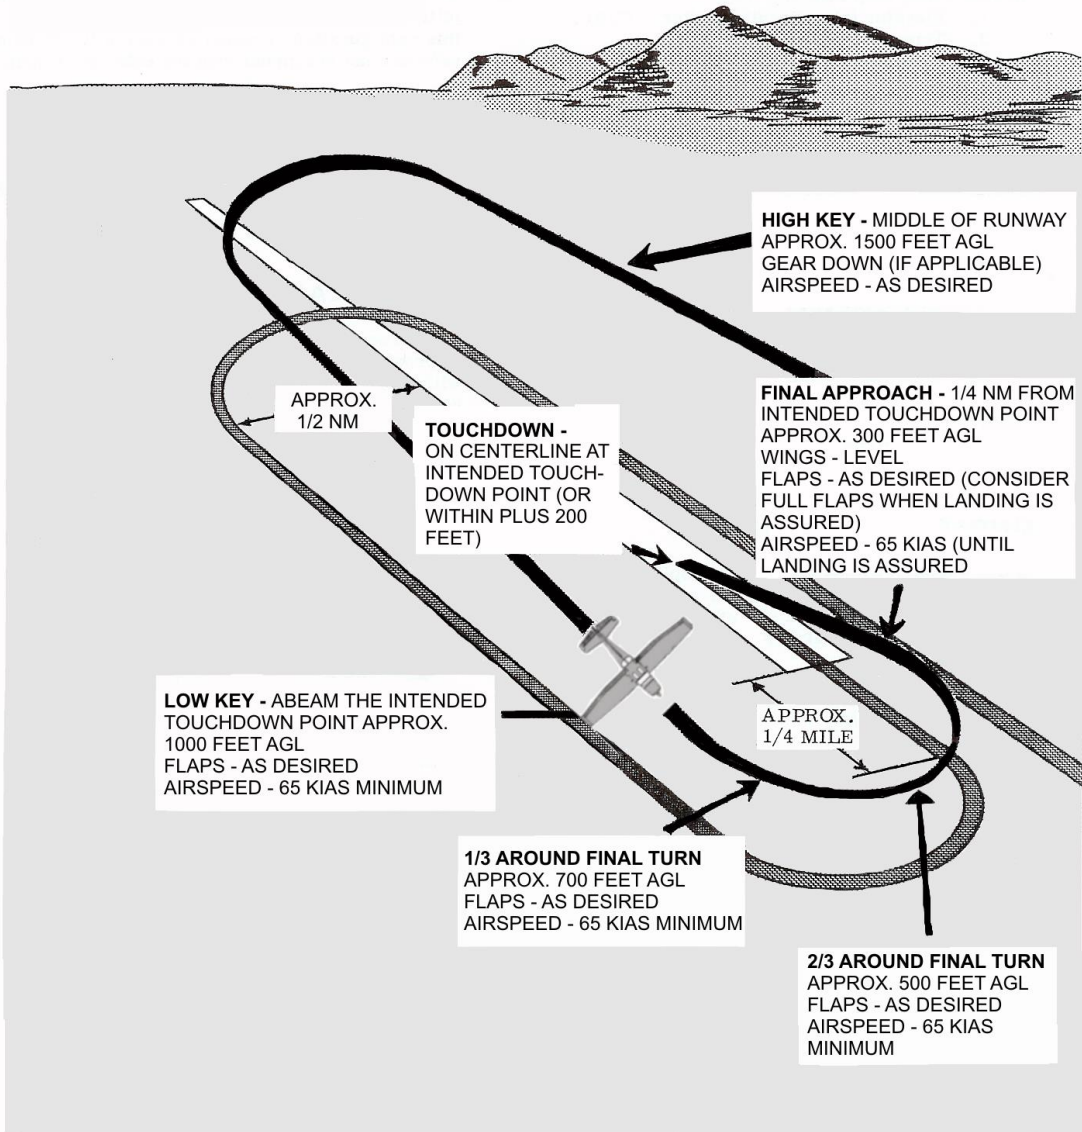 HIGH KEY - MIDDLE OF RUNWAY
APPROX. 1500 FEET AGL
GEAR DOWN (IF APPLICABLE)
AIRSPEED - AS DESIRED
FINAL APPROACH - 1/4 NM FROM
INTENDED TOUCHDOWN POINT
APPROX. 300 FEET AGL
WINGS - LEVEL
FLAPS - AS DESIRED (CONSIDER
FULL FLAPS WHEN LANDING IS
ASSURED)
AIRSPEED - 65 KIAS (UNTIL
LANDING IS ASSURED
APPROX.
1/2 NM
TOUCHDOWN -
ON CENTERLINE AT
INTENDED TOUCH-
DOWN POINT (OR
WITHIN PLUS 200
FEET)
LOW KEY - ABEAM THE INTENDED
TOUCHDOWN POINT APPROX.
1000 FEET AGL
FLAPS - AS DESIRED
AIRSPEED - 65 KIAS MINIMUM
APPROX.
1/4 MILE
1/3 AROUND FINAL TURN
APPROX. 700 FEET AGL
FLAPS - AS DESIRED
AIRSPEED - 65 KIAS MINIMUM
2/3 AROUND FINAL TURN
APPROX. 500 FEET AGL
FLAPS - AS DESIRED
AIRSPEED - 65 KIAS
MINIMUM